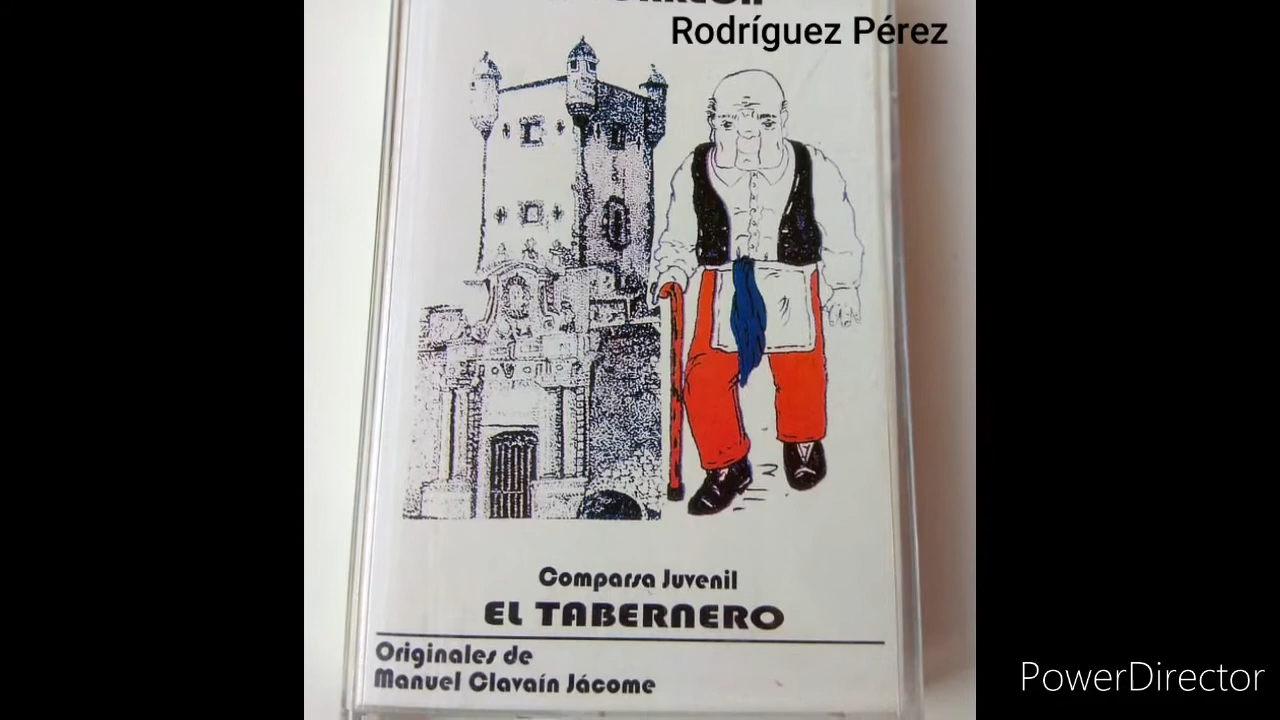 Rodríguez Pérez
Comparsa Juvenil
EL TABERNERO
Originales de
Manuel Clavaín Jácome
PowerDirector